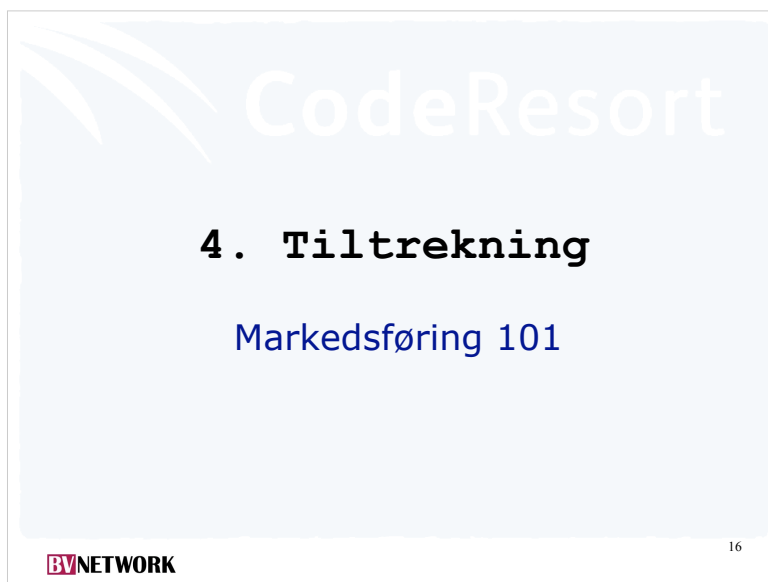 CodeResort
4. Tiltrekning
Markedsføring 101
16
BVNETWORK